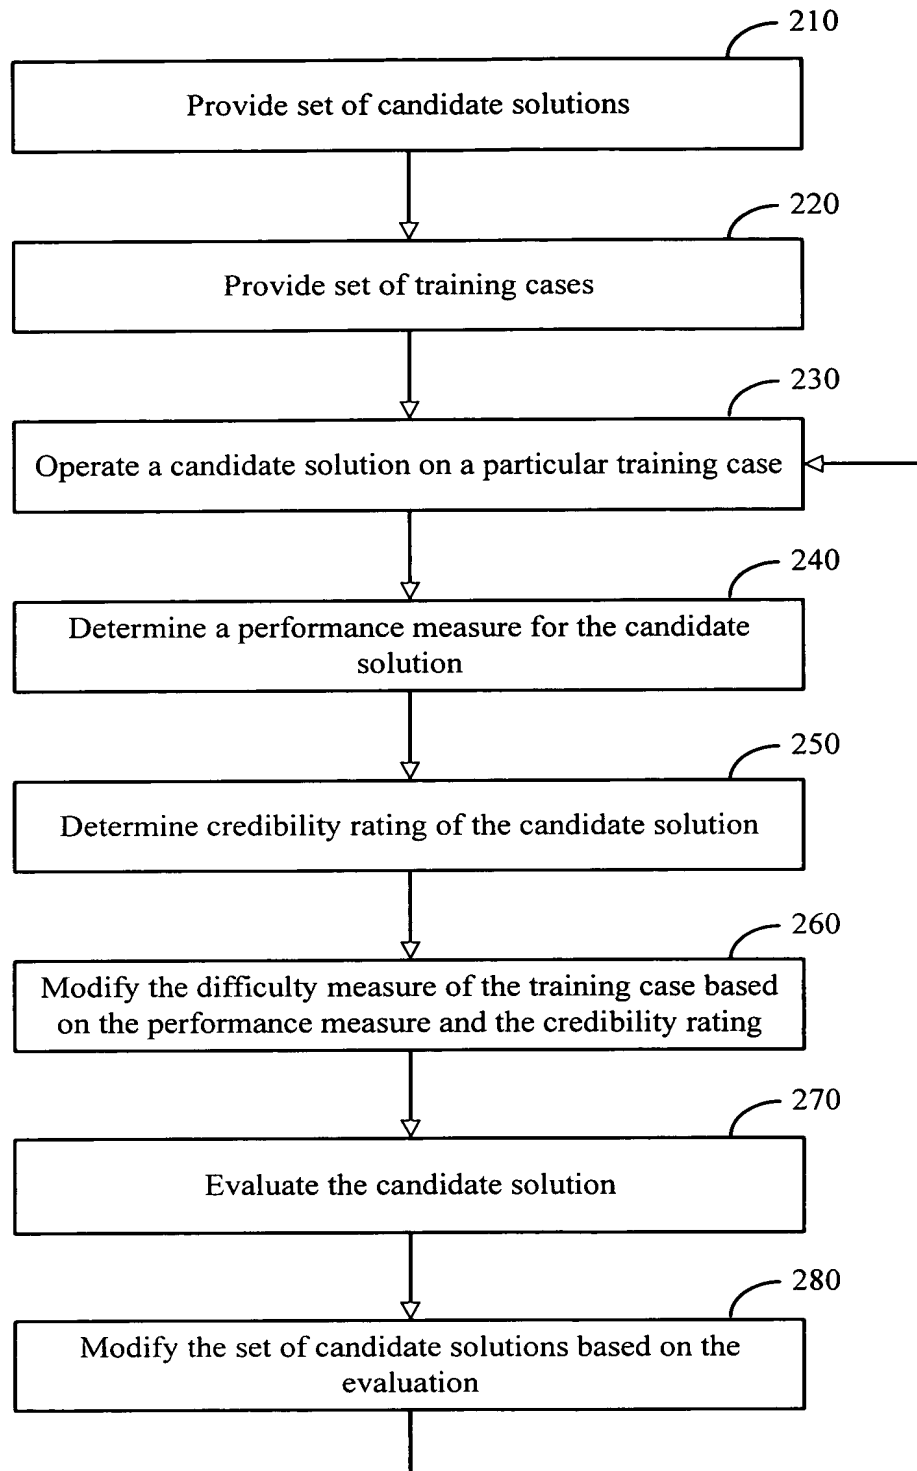 210
Provide set of candidate solutions
220
Provide set of training cases
230
Operate a candidate solution on a particular training case
240
Determine a performance measure for the candidate
solution
250
Determine credibility rating of the candidate solution
260
Modify the difficulty measure of the training case based
on the performance measure and the credibility rating
270
Evaluate the candidate solution
280
Modify the set of candidate solutions based on the
evaluation